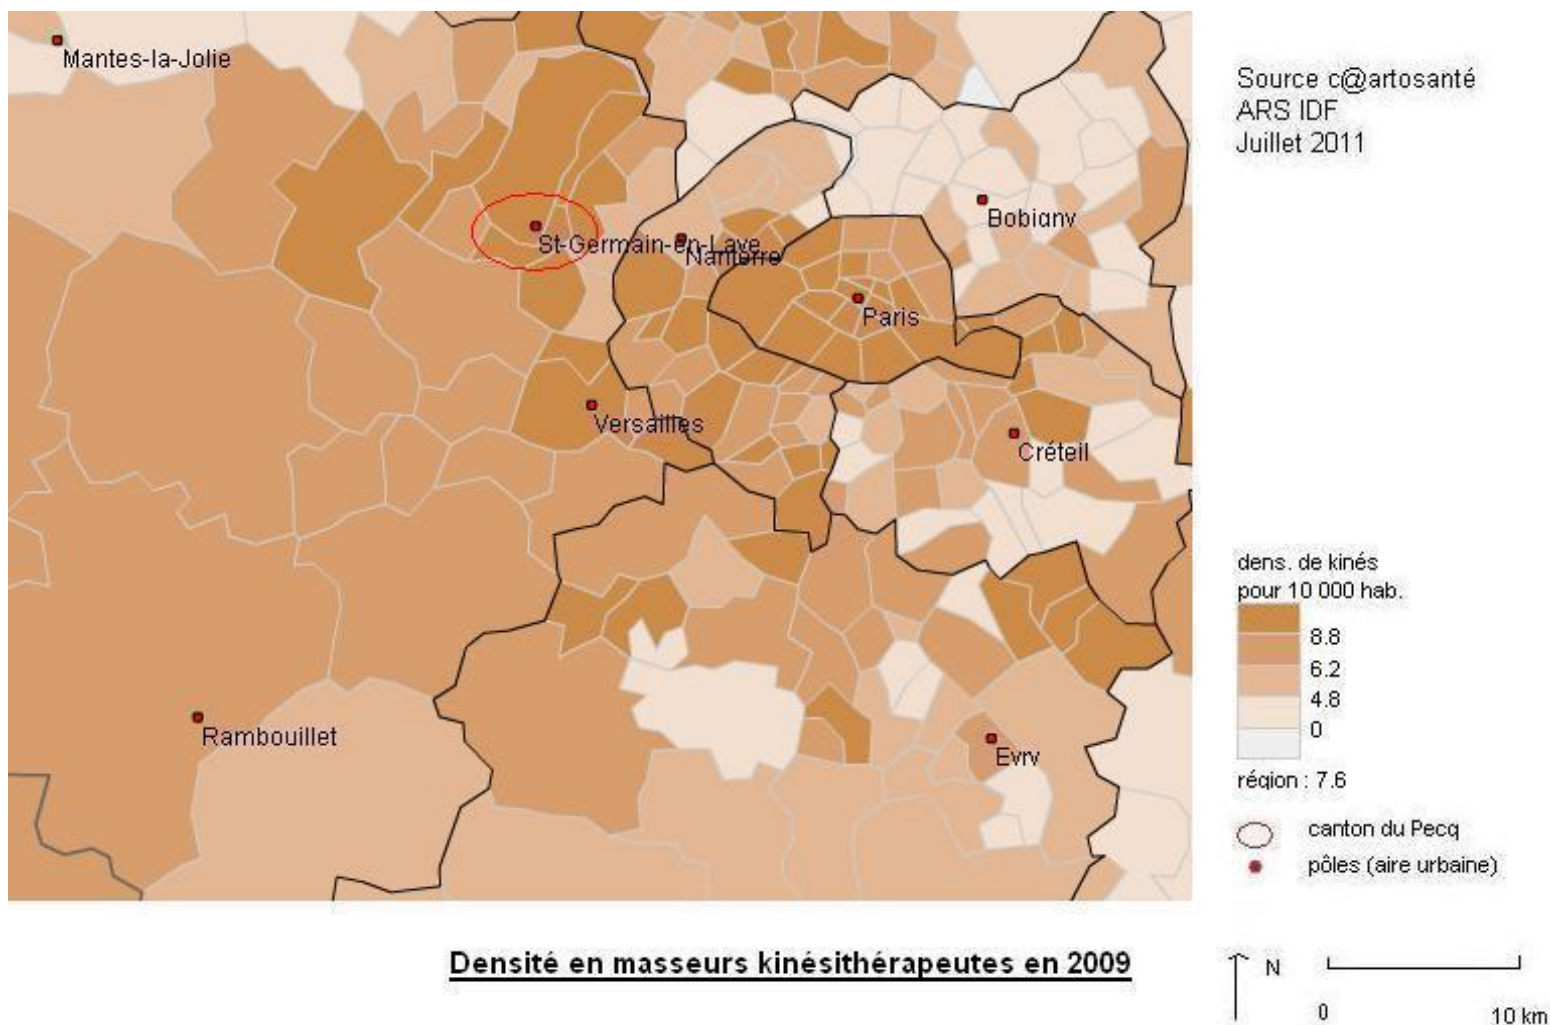 Mantes-la-Jolie
Source c@artosanté
ARS IDF
Juillet 2011
Bobigny
St-Germain-en-Laye
Nanterre
Paris
Versailles
Créteil
dens. de kinés
pour 10 000 hab.
8.8
6.2
4.8
0
région : 7.6
Rambouillet
Evry
canton du Pecq
pôles (aire urbaine)
Densité en masseurs kinésithérapeutes en 2009
N
0
10 km